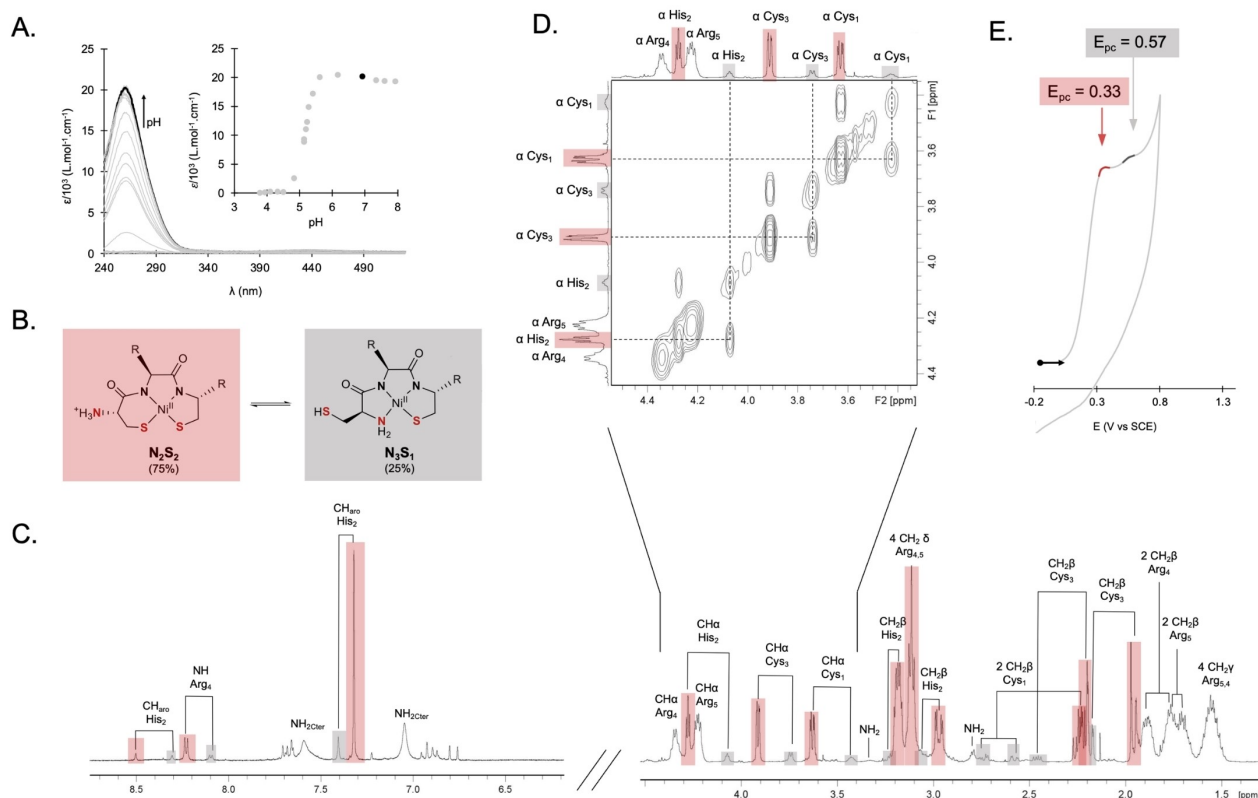 A.
ε/10³ (L.mol⁻¹.cm⁻¹)
25
20
15
10
5
0
240 290 340 390 440 490
λ (nm)
pH
ε/10³ (L.mol⁻¹.cm⁻¹)
25
20
15
10
5
0
3 4 5 6 7 8
pH
B.
R
O
O
N
N
R
Niᴵᴵ
⁺H₃N
S
S
N₂S₂
(75%)
R
O
O
N
N
R
Niᴵᴵ
HS
N
H₂
S
N₃S₁
(25%)
C.
CHaro
His₂
NH
Arg₄
CHaro
His₂
NH₂Cter
NH₂Cter
8.5 8.0 7.5 7.0
D.
α Arg₄
α His₂
α Arg₅
α His₂
α Cys₃
α Cys₃
α Cys₁
α Cys₁
α Cys₁
α Cys₁
α Cys₃
α Cys₃
α His₂
α Arg₅
α His₂
α Arg₄
F1 [ppm]
3.6
3.8
4.0
4.2
4.4
4.4 4.2 4.0 3.8 3.6 F2 [ppm]
E.
Epc = 0.57
Epc = 0.33
-0.2 0.3 0.8 1.3
E (V vs SCE)
CHα
Arg₄
CHα
His₂
CHα
Arg₅
CHα
Cys₃
CHα
Cys₁
NH₂
CH₂β
His₂
4 CH₂ δ
Arg₄,₅
CH₂β
His₂
NH₂
2 CH₂β
Cys₁
CH₂β
Cys₃
CH₂β
Cys₃
2 CH₂β
Arg₄
2 CH₂β
Arg₅
4 CH₂γ
Arg₅,₄
4.0 3.5 3.0 2.5 2.0 1.5 [ppm